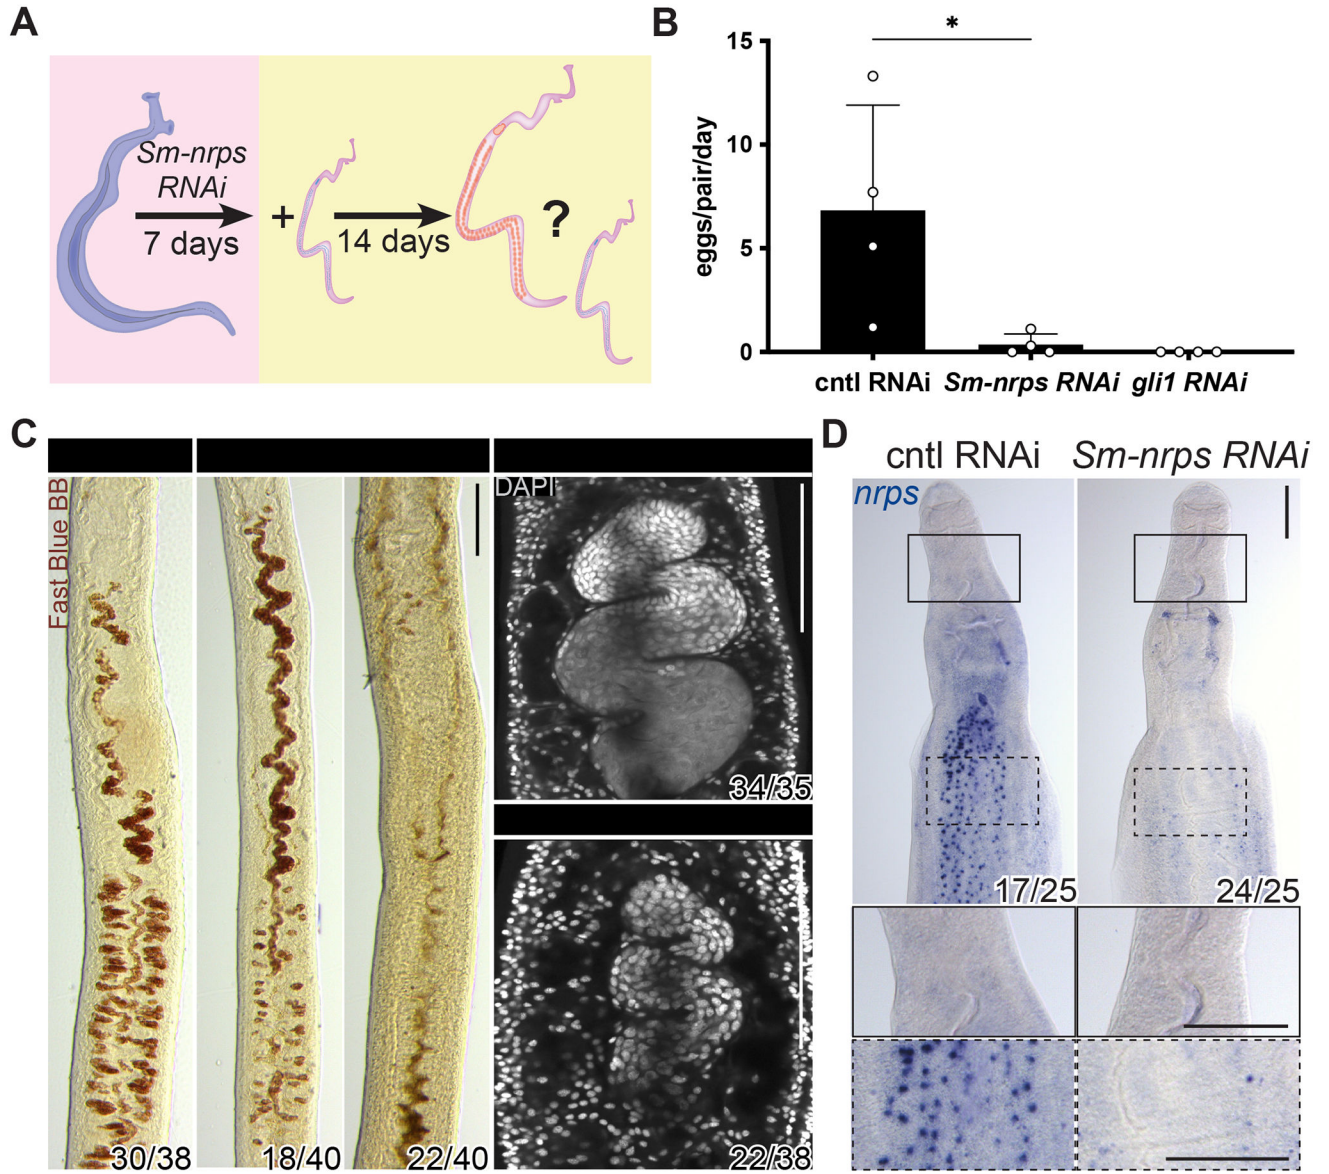 A
Sm-nrps
RNAi
7 days
+
14 days
?
B
*
eggs/pair/day
15
10
5
0
cntl RNAi
Sm-nrps RNAi
gli1 RNAi
C
Fast Blue BB
30/38
18/40
22/40
DAPI
34/35
22/38
D
cntl RNAi
Sm-nrps RNAi
nrps
17/25
24/25